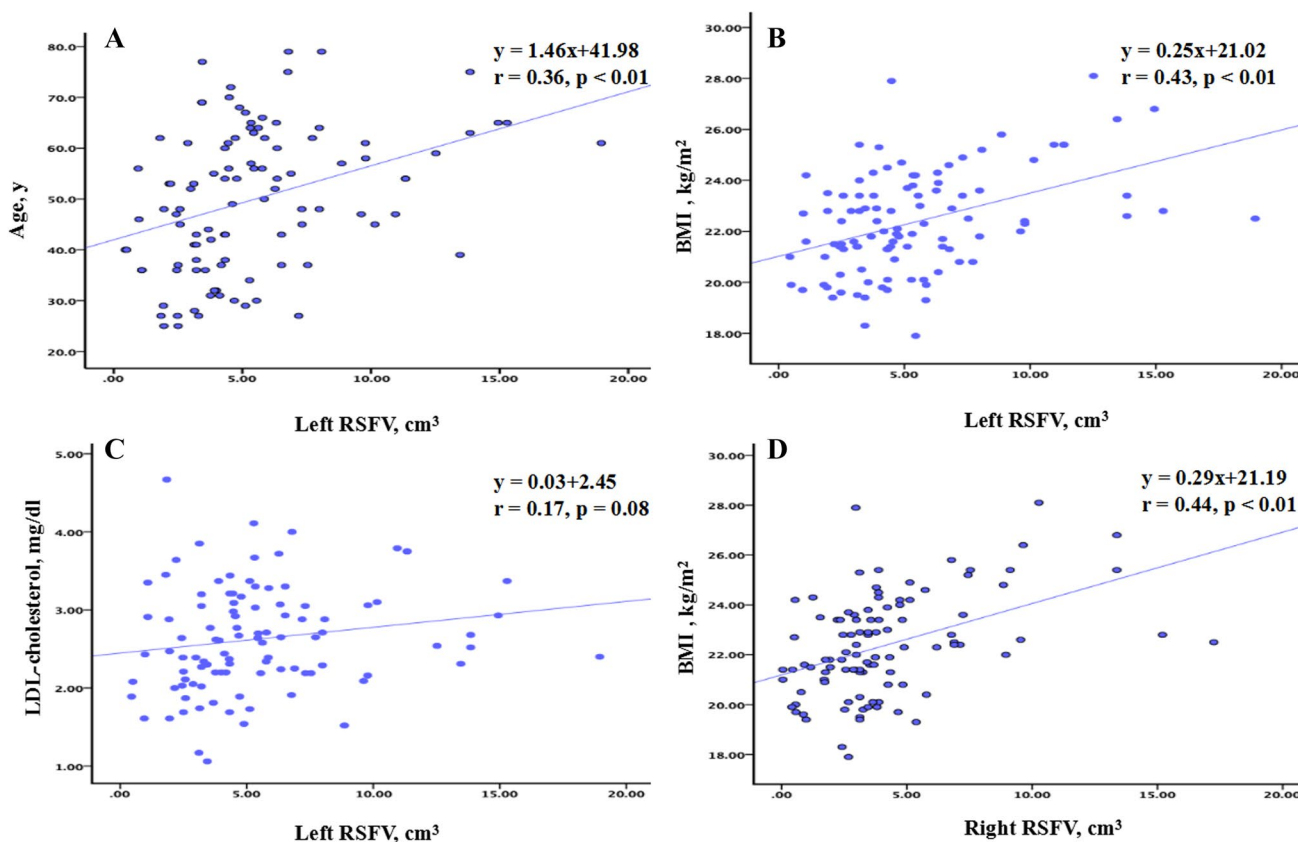 A
y = 1.46x+41.98
r = 0.36, p < 0.01
80.0
70.0
60.0
50.0
40.0
30.0
20.0
Age, y
.00 5.00 10.00 15.00 20.00
Left RSFV, cm³
B
y = 0.25x+21.02
r = 0.43, p < 0.01
30.00
28.00
26.00
24.00
22.00
20.00
18.00
BMI , kg/m²
.00 5.00 10.00 15.00 20.00
Left RSFV, cm³
C
y = 0.03+2.45
r = 0.17, p = 0.08
5.00
4.00
3.00
2.00
1.00
LDL-cholesterol, mg/dl
.00 5.00 10.00 15.00 20.00
Left RSFV, cm³
D
y = 0.29x+21.19
r = 0.44, p < 0.01
30.00
28.00
26.00
24.00
22.00
20.00
18.00
BMI , kg/m²
.00 5.00 10.00 15.00 20.00
Right RSFV, cm³